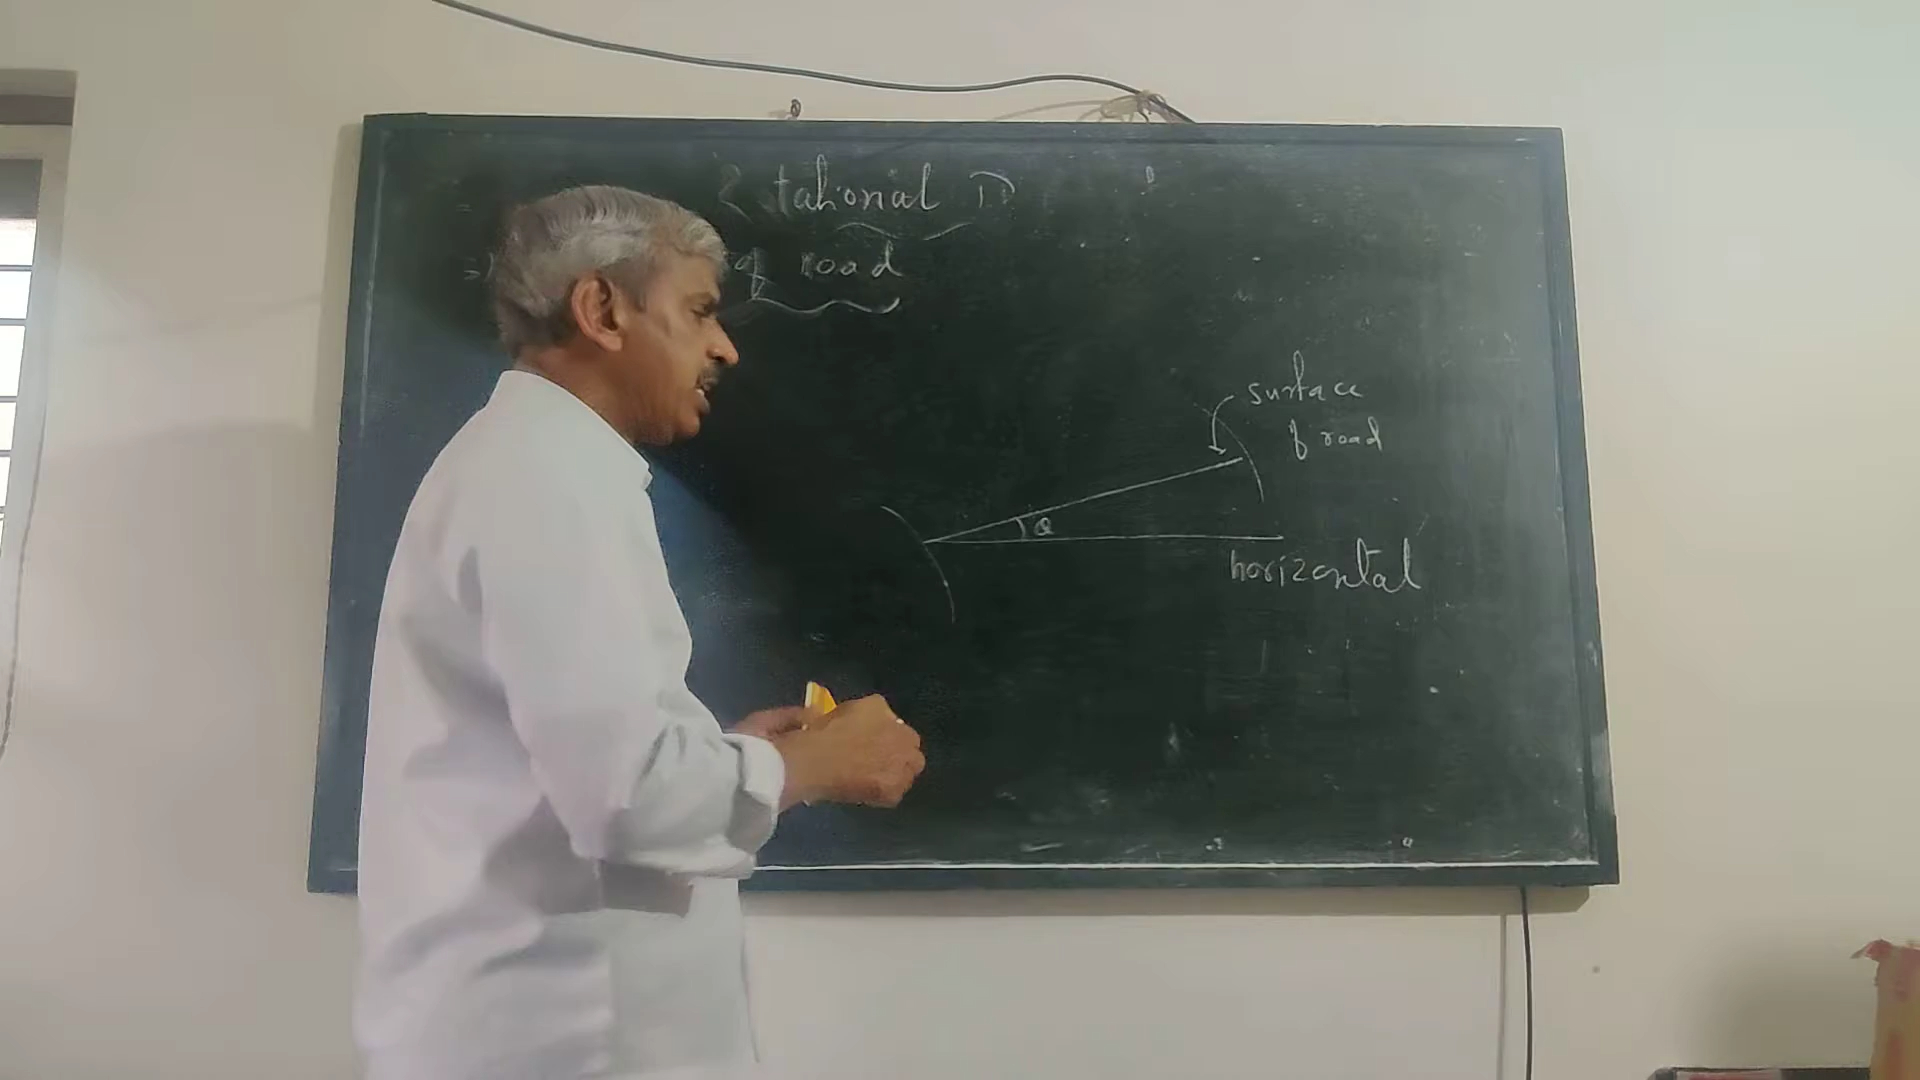 tational D
of road
surface
of road
θ
horizontal